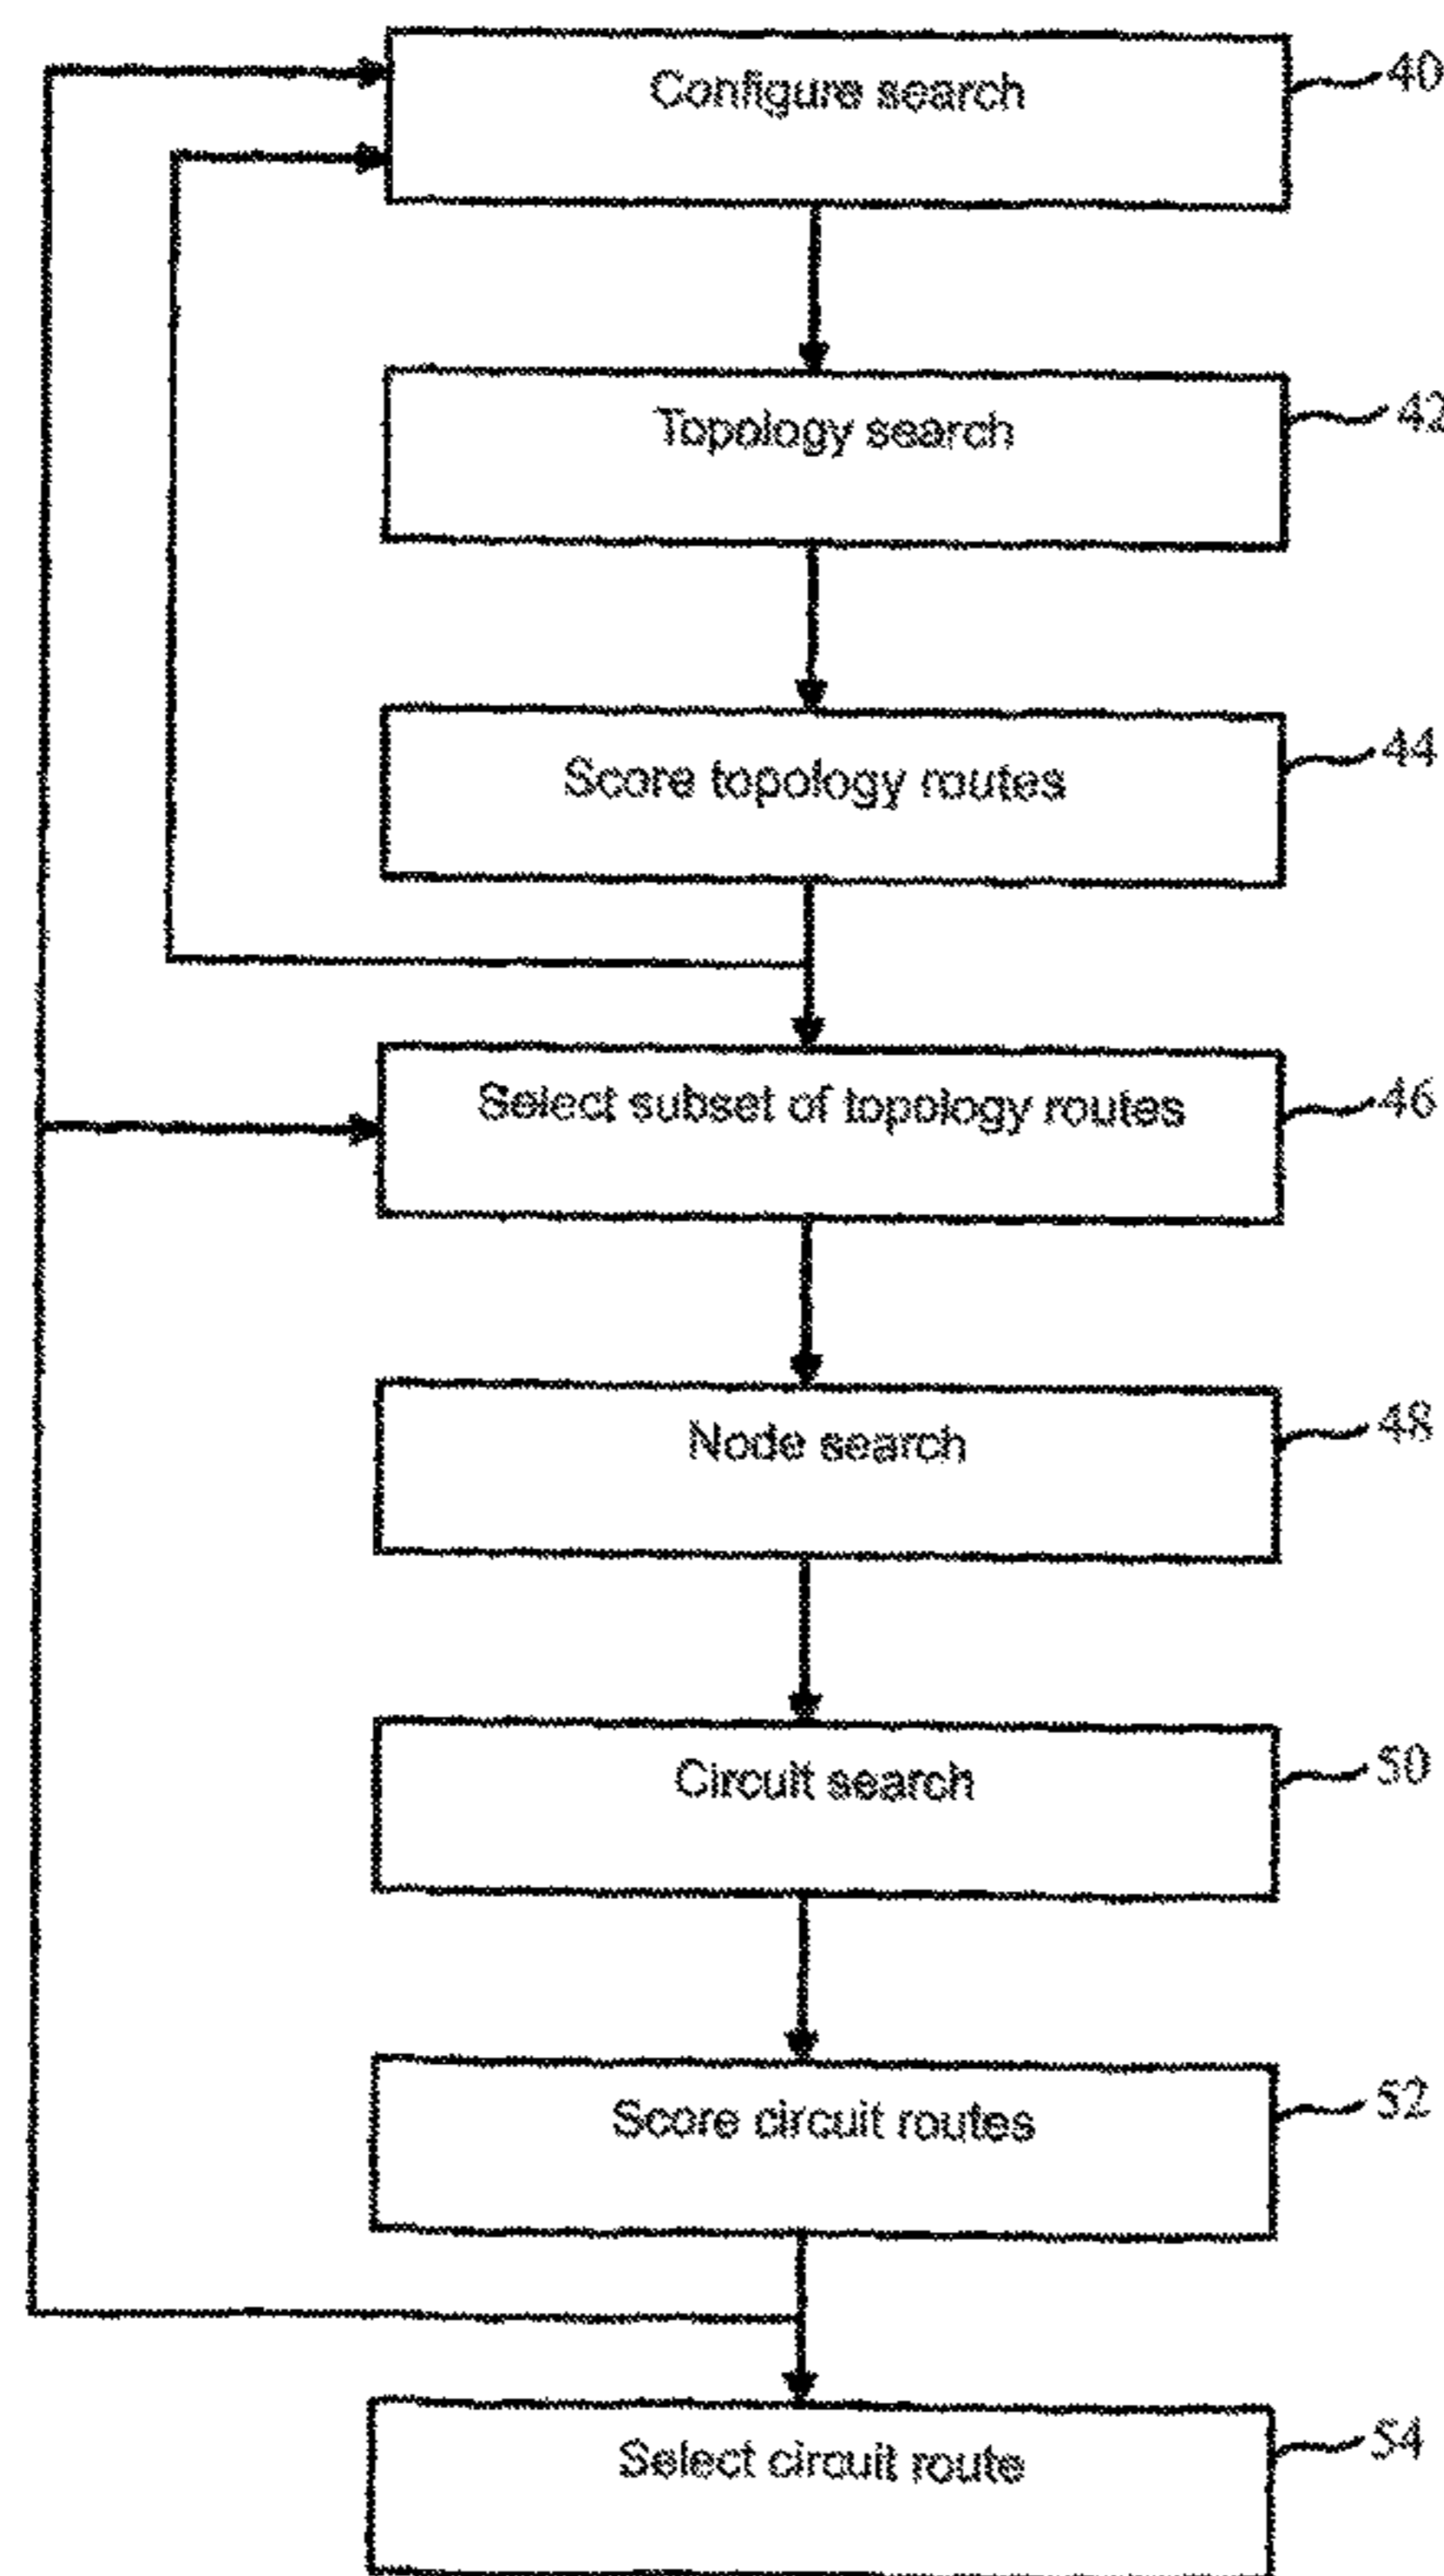 Configure search
40
Topology search
42
Score topology routes
44
Select subset of topology routes
46
Node search
48
Circuit search
50
Score circuit routes
52
Select circuit route
54